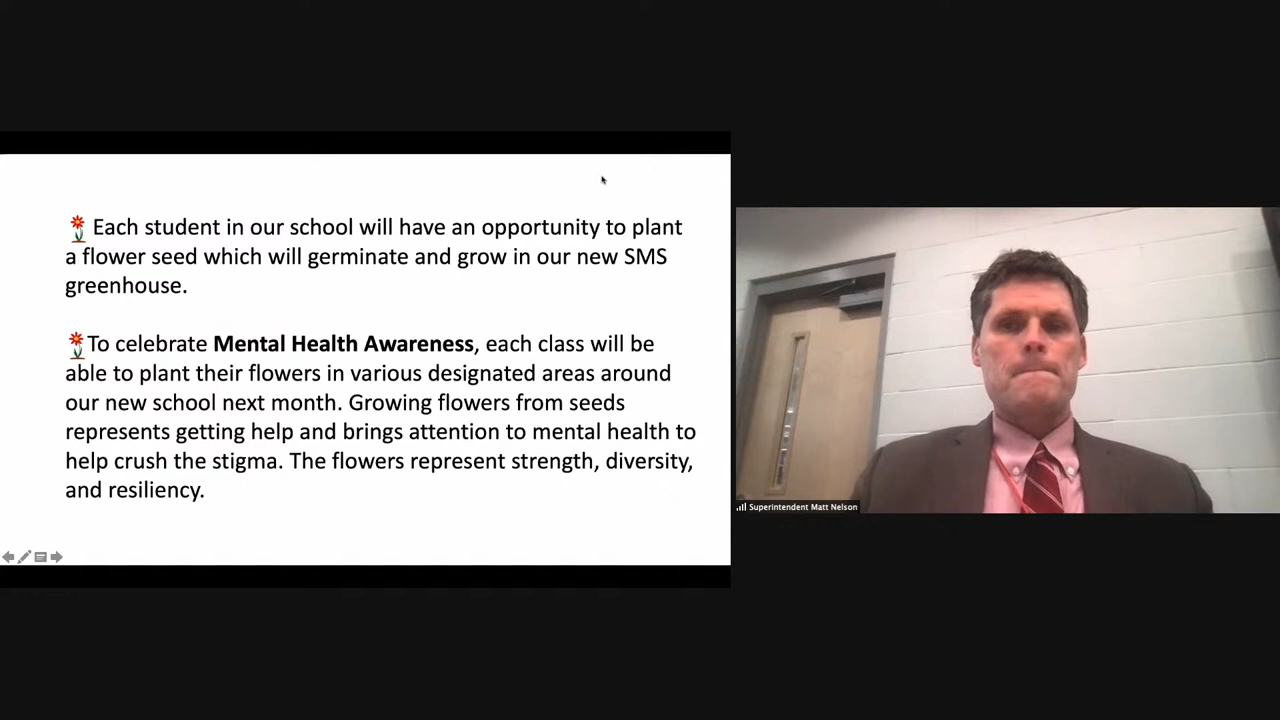 Each student in our school will have an opportunity to plant
a flower seed which will germinate and grow in our new SMS
greenhouse.
To celebrate Mental Health Awareness, each class will be
able to plant their flowers in various designated areas around
our new school next month. Growing flowers from seeds
represents getting help and brings attention to mental health to
help crush the stigma. The flowers represent strength, diversity,
and resiliency.
Superintendent Matt Nelson